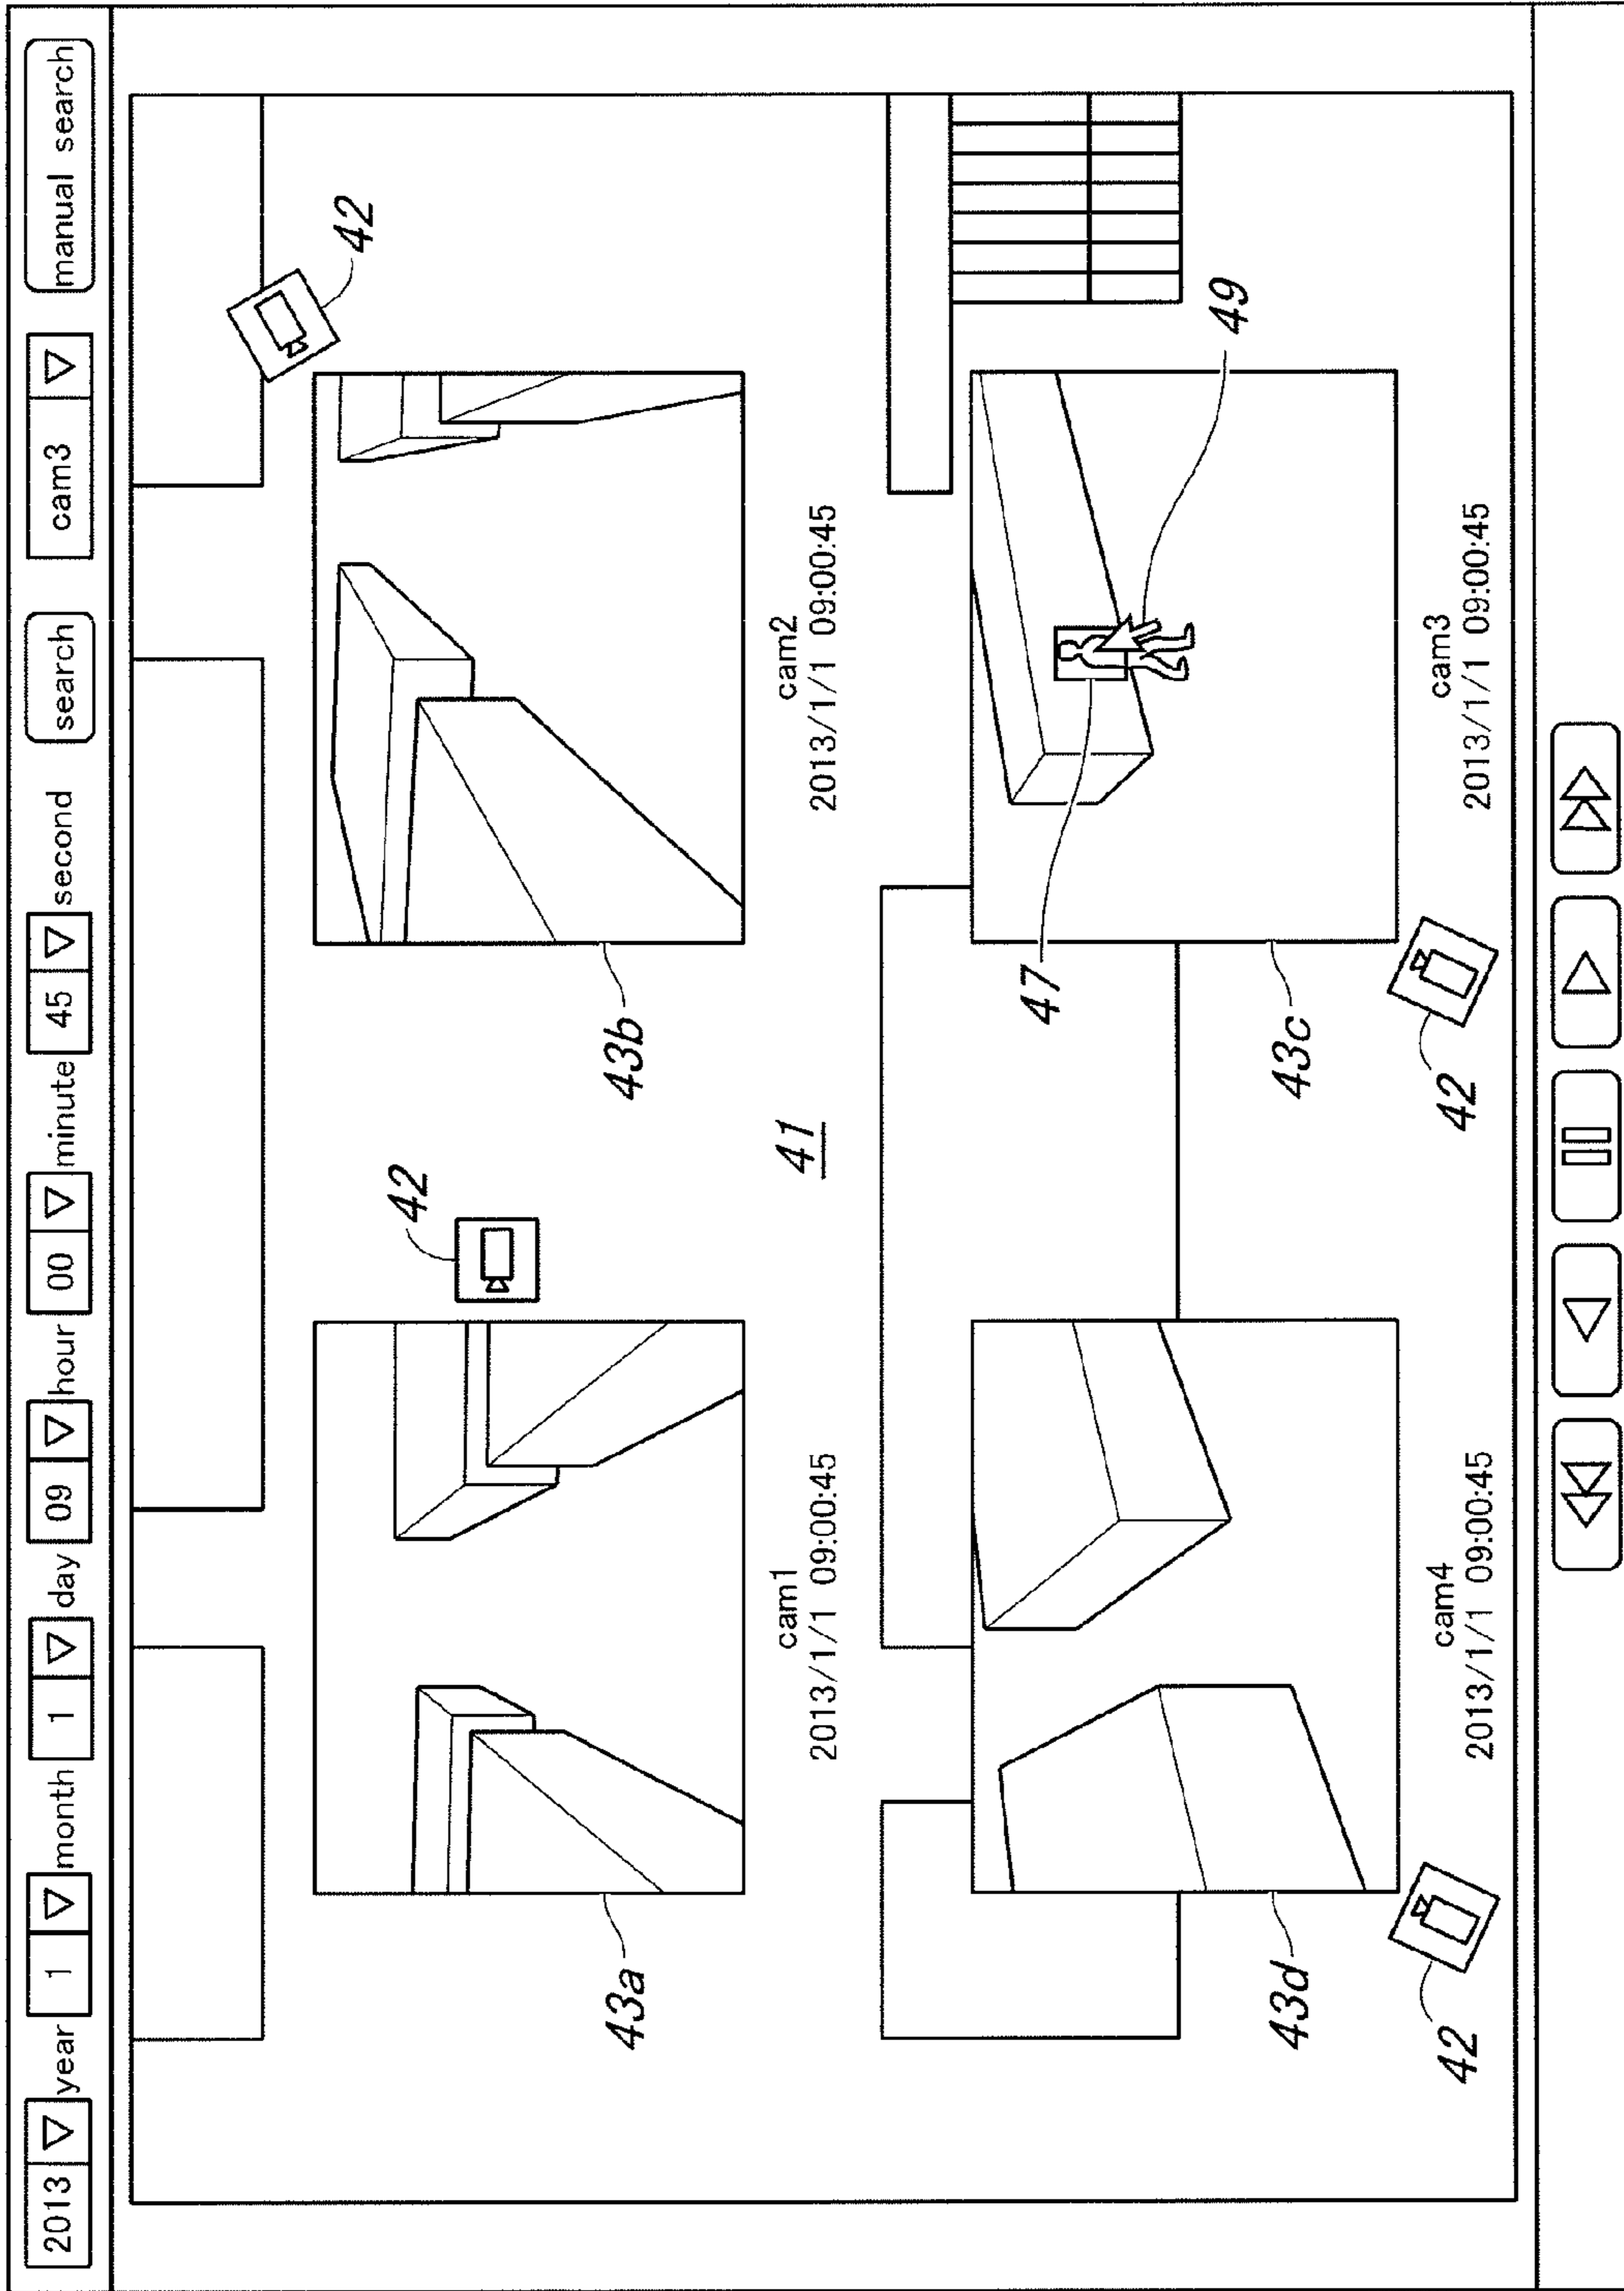 2013 year 1 month 1 day 09 hour 00 minute 45 second search cam3 manual search
42
42
cam1
2013/1/1 09:00:45
cam2
2013/1/1 09:00:45
43a
43b
41
47
49
cam4
2013/1/1 09:00:45
cam3
2013/1/1 09:00:45
43d
43c
42
42